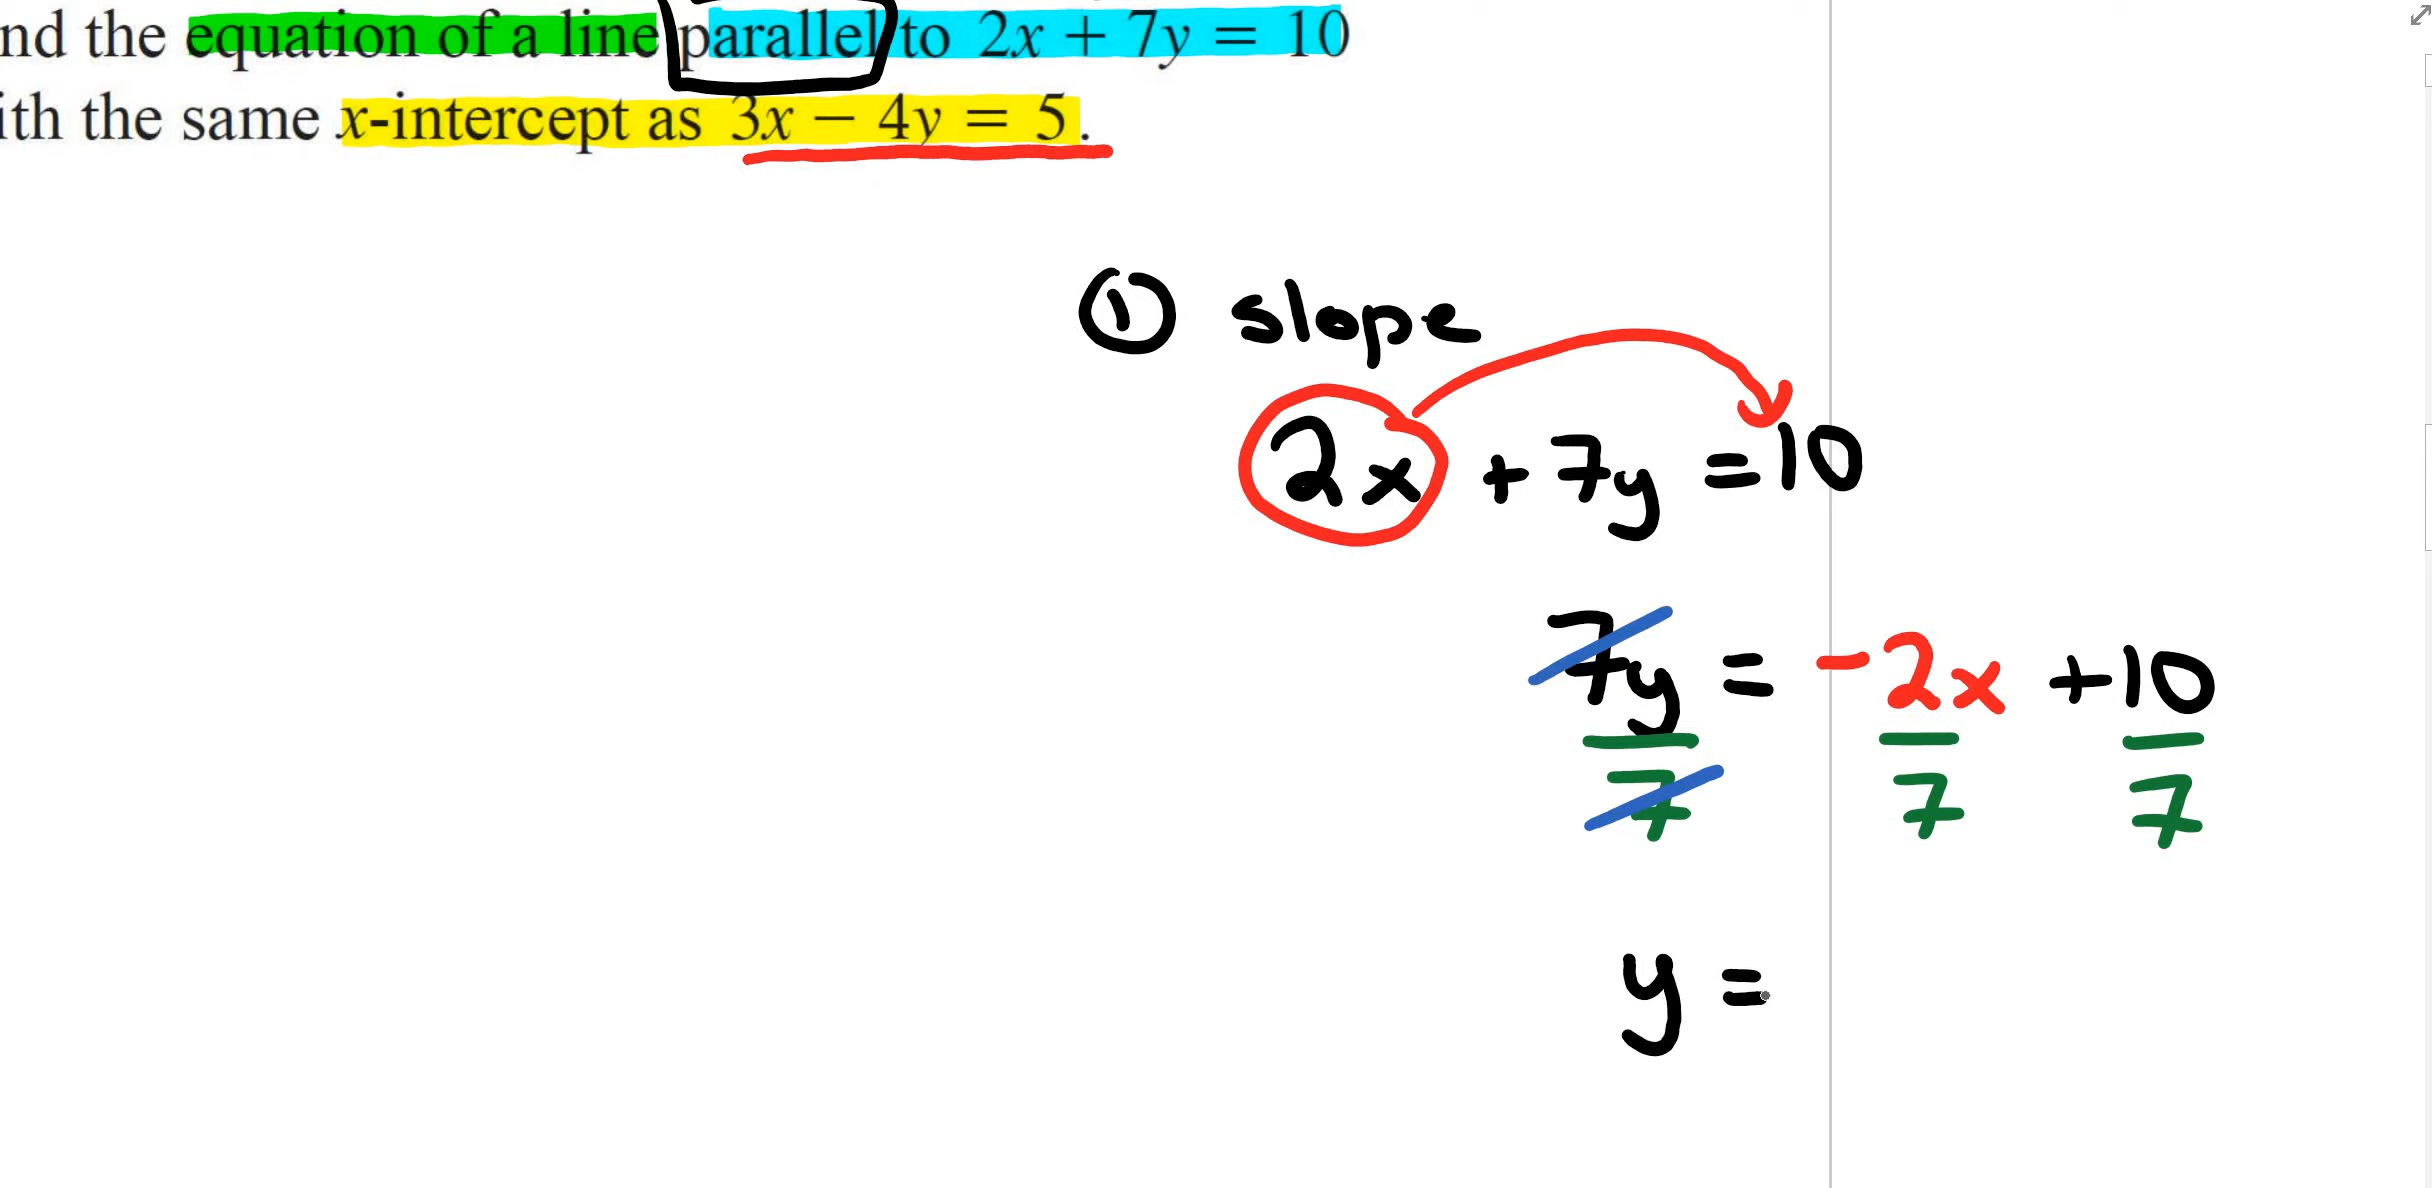 nd the equation of a line parallel to 2x + 7y = 10
ith the same x-intercept as 3x − 4y = 5.
① slope
2x + 7y = 10
7y = -2x + 10
7 7 7
y =